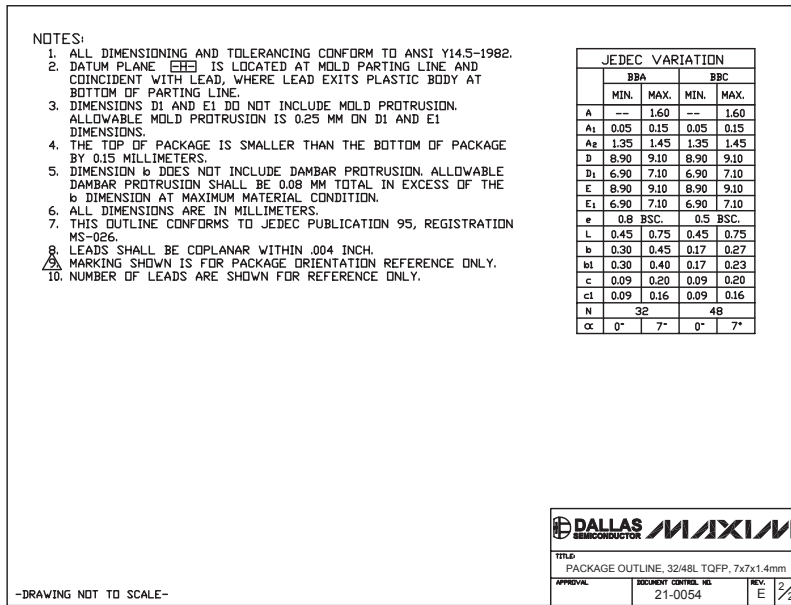 NOTES:
1. ALL DIMENSIONING AND TOLERANCING CONFORM TO ANSI Y14.5-1982.
2. DATUM PLANE -H- IS LOCATED AT MOLD PARTING LINE AND
COINCIDENT WITH LEAD, WHERE LEAD EXITS PLASTIC BODY AT
BOTTOM OF PARTING LINE.
3. DIMENSIONS D1 AND E1 DO NOT INCLUDE MOLD PROTRUSION.
ALLOWABLE MOLD PROTRUSION IS 0.25 MM ON D1 AND E1
DIMENSIONS.
4. THE TOP OF PACKAGE IS SMALLER THAN THE BOTTOM OF PACKAGE
BY 0.15 MILLIMETERS.
5. DIMENSION b DOES NOT INCLUDE DAMBAR PROTRUSION. ALLOWABLE
DAMBAR PROTRUSION SHALL BE 0.08 MM TOTAL IN EXCESS OF THE
b DIMENSION AT MAXIMUM MATERIAL CONDITION.
6. ALL DIMENSIONS ARE IN MILLIMETERS.
7. THIS OUTLINE CONFORMS TO JEDEC PUBLICATION 95, REGISTRATION
MS-026.
8. LEADS SHALL BE COPLANAR WITHIN .004 INCH.
9. MARKING SHOWN IS FOR PACKAGE ORIENTATION REFERENCE ONLY.
10. NUMBER OF LEADS ARE SHOWN FOR REFERENCE ONLY.
JEDEC VARIATION
BBA BBC
MIN. MAX. MIN. MAX.
A -- 1.60 -- 1.60
A1 0.05 0.15 0.05 0.15
A2 1.35 1.45 1.35 1.45
D 8.90 9.10 8.90 9.10
D1 6.90 7.10 6.90 7.10
E 8.90 9.10 8.90 9.10
E1 6.90 7.10 6.90 7.10
e 0.8 BSC. 0.5 BSC.
L 0.45 0.75 0.45 0.75
b 0.30 0.45 0.17 0.27
b1 0.30 0.40 0.17 0.23
c 0.09 0.20 0.09 0.20
c1 0.09 0.16 0.09 0.16
N 32 48
α 0° 7° 0° 7°
DALLAS SEMICONDUCTOR MAXIM
TITLE:
PACKAGE OUTLINE, 32/48L TQFP, 7x7x1.4mm
APPROVAL DOCUMENT CONTROL NO. REV.
21-0054 E 2/2
-DRAWING NOT TO SCALE-